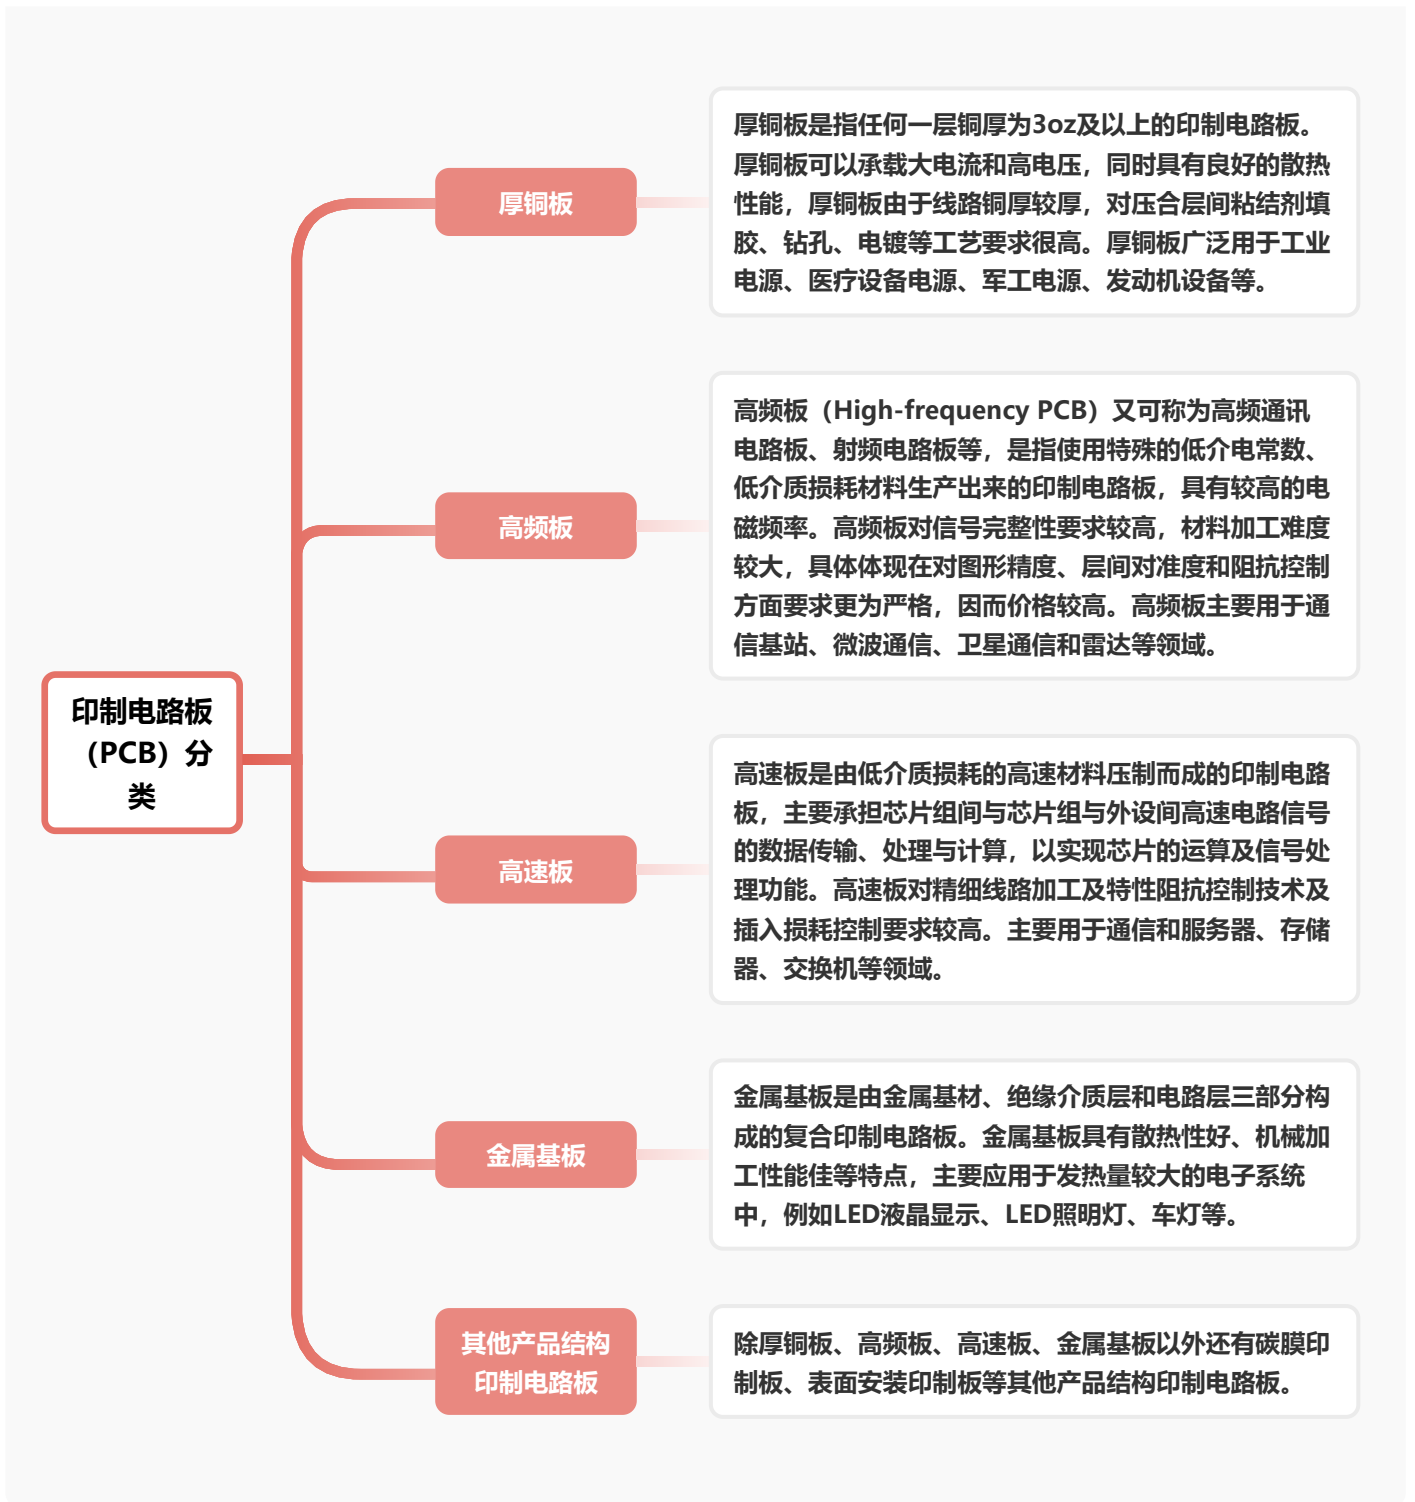 印制电路板
（PCB）分
类
厚铜板
厚铜板是指任何一层铜厚为3oz及以上的印制电路板。
厚铜板可以承载大电流和高电压，同时具有良好的散热
性能，厚铜板由于线路铜厚较厚，对压合层间粘结剂填
胶、钻孔、电镀等工艺要求很高。厚铜板广泛用于工业
电源、医疗设备电源、军工电源、发动机设备等。
高频板
高频板（High-frequency PCB）又可称为高频通讯
电路板、射频电路板等，是指使用特殊的低介电常数、
低介质损耗材料生产出来的印制电路板，具有较高的电
磁频率。高频板对信号完整性要求较高，材料加工难度
较大，具体体现在对图形精度、层间对准度和阻抗控制
方面要求更为严格，因而价格较高。高频板主要用于通
信基站、微波通信、卫星通信和雷达等领域。
高速板
高速板是由低介质损耗的高速材料压制而成的印制电路
板，主要承担芯片组间与芯片组与外设间高速电路信号
的数据传输、处理与计算，以实现芯片的运算及信号处
理功能。高速板对精细线路加工及特性阻抗控制技术及
插入损耗控制要求较高。主要用于通信和服务器、存储
器、交换机等领域。
金属基板
金属基板是由金属基材、绝缘介质层和电路层三部分构
成的复合印制电路板。金属基板具有散热性好、机械加
工性能佳等特点，主要应用于发热量较大的电子系统
中，例如LED液晶显示、LED照明灯、车灯等。
其他产品结构
印制电路板
除厚铜板、高频板、高速板、金属基板以外还有碳膜印
制板、表面安装印制板等其他产品结构印制电路板。